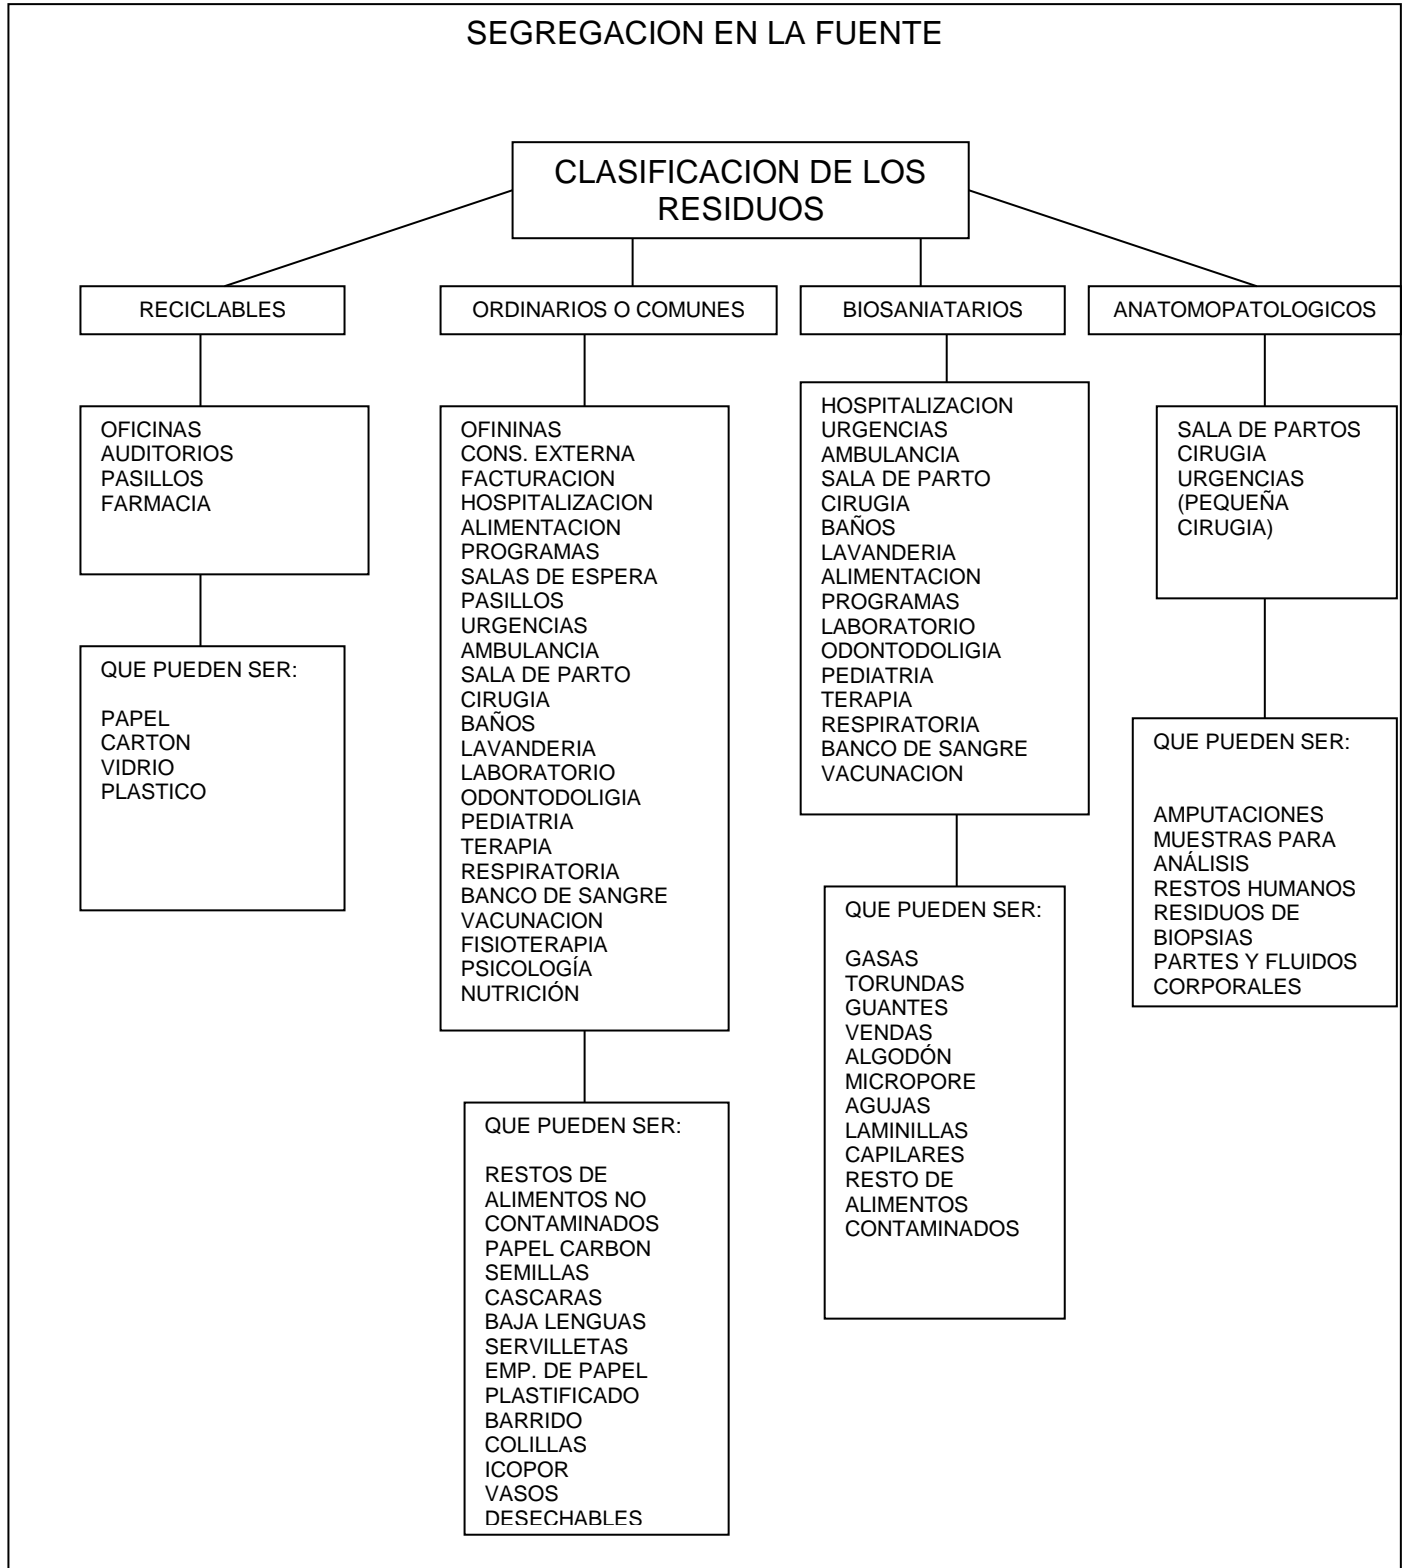 SEGREGACION EN LA FUENTE
CLASIFICACION DE LOS
RESIDUOS
RECICLABLES
OFICINAS
AUDITORIOS
PASILLOS
FARMACIA
QUE PUEDEN SER:
PAPEL
CARTON
VIDRIO
PLASTICO
ORDINARIOS O COMUNES
OFININAS
CONS. EXTERNA
FACTURACION
HOSPITALIZACION
ALIMENTACION
PROGRAMAS
SALAS DE ESPERA
PASILLOS
URGENCIAS
AMBULANCIA
SALA DE PARTO
CIRUGIA
BAÑOS
LAVANDERIA
LABORATORIO
ODONTODOLIGIA
PEDIATRIA
TERAPIA
RESPIRATORIA
BANCO DE SANGRE
VACUNACION
FISIOTERAPIA
PSICOLOGÍA
NUTRICIÓN
QUE PUEDEN SER:
RESTOS DE
ALIMENTOS NO
CONTAMINADOS
PAPEL CARBON
SEMILLAS
CASCARAS
BAJA LENGUAS
SERVILLETAS
EMP. DE PAPEL
PLASTIFICADO
BARRIDO
COLILLAS
ICOPOR
VASOS
DESECHABLES
BIOSANIATARIOS
HOSPITALIZACION
URGENCIAS
AMBULANCIA
SALA DE PARTO
CIRUGIA
BAÑOS
LAVANDERIA
ALIMENTACION
PROGRAMAS
LABORATORIO
ODONTODOLIGIA
PEDIATRIA
TERAPIA
RESPIRATORIA
BANCO DE SANGRE
VACUNACION
QUE PUEDEN SER:
GASAS
TORUNDAS
GUANTES
VENDAS
ALGODÓN
MICROPORE
AGUJAS
LAMINILLAS
CAPILARES
RESTO DE
ALIMENTOS
CONTAMINADOS
ANATOMOPATOLOGICOS
SALA DE PARTOS
CIRUGIA
URGENCIAS
(PEQUEÑA
CIRUGIA)
QUE PUEDEN SER:
AMPUTACIONES
MUESTRAS PARA
ANÁLISIS
RESTOS HUMANOS
RESIDUOS DE
BIOPSIAS
PARTES Y FLUIDOS
CORPORALES